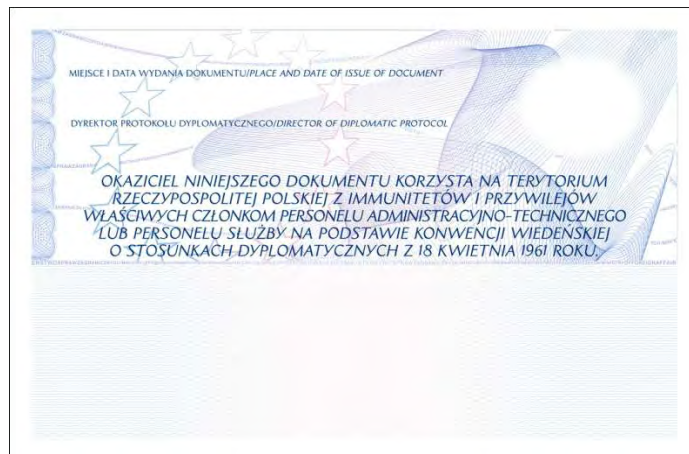 MIEJSCE I DATA WYDANIA DOKUMENTU/PLACE AND DATE OF ISSUE OF DOCUMENT
DYREKTOR PROTOKOŁU DYPLOMATYCZNEGO/DIRECTOR OF DIPLOMATIC PROTOCOL
OKAZICIEL NINIEJSZEGO DOKUMENTU KORZYSTA NA TERYTORIUM
RZECZYPOSPOLITEJ POLSKIEJ Z IMMUNITETÓW I PRZYWILEJÓW
WŁAŚCIWYCH CZŁONKOM PERSONELU ADMINISTRACYJNO-TECHNICZNEGO
LUB PERSONELU SŁUŻBY NA PODSTAWIE KONWENCJI WIEDEŃSKIEJ
O STOSUNKACH DYPLOMATYCZNYCH Z 18 KWIETNIA 1961 ROKU.